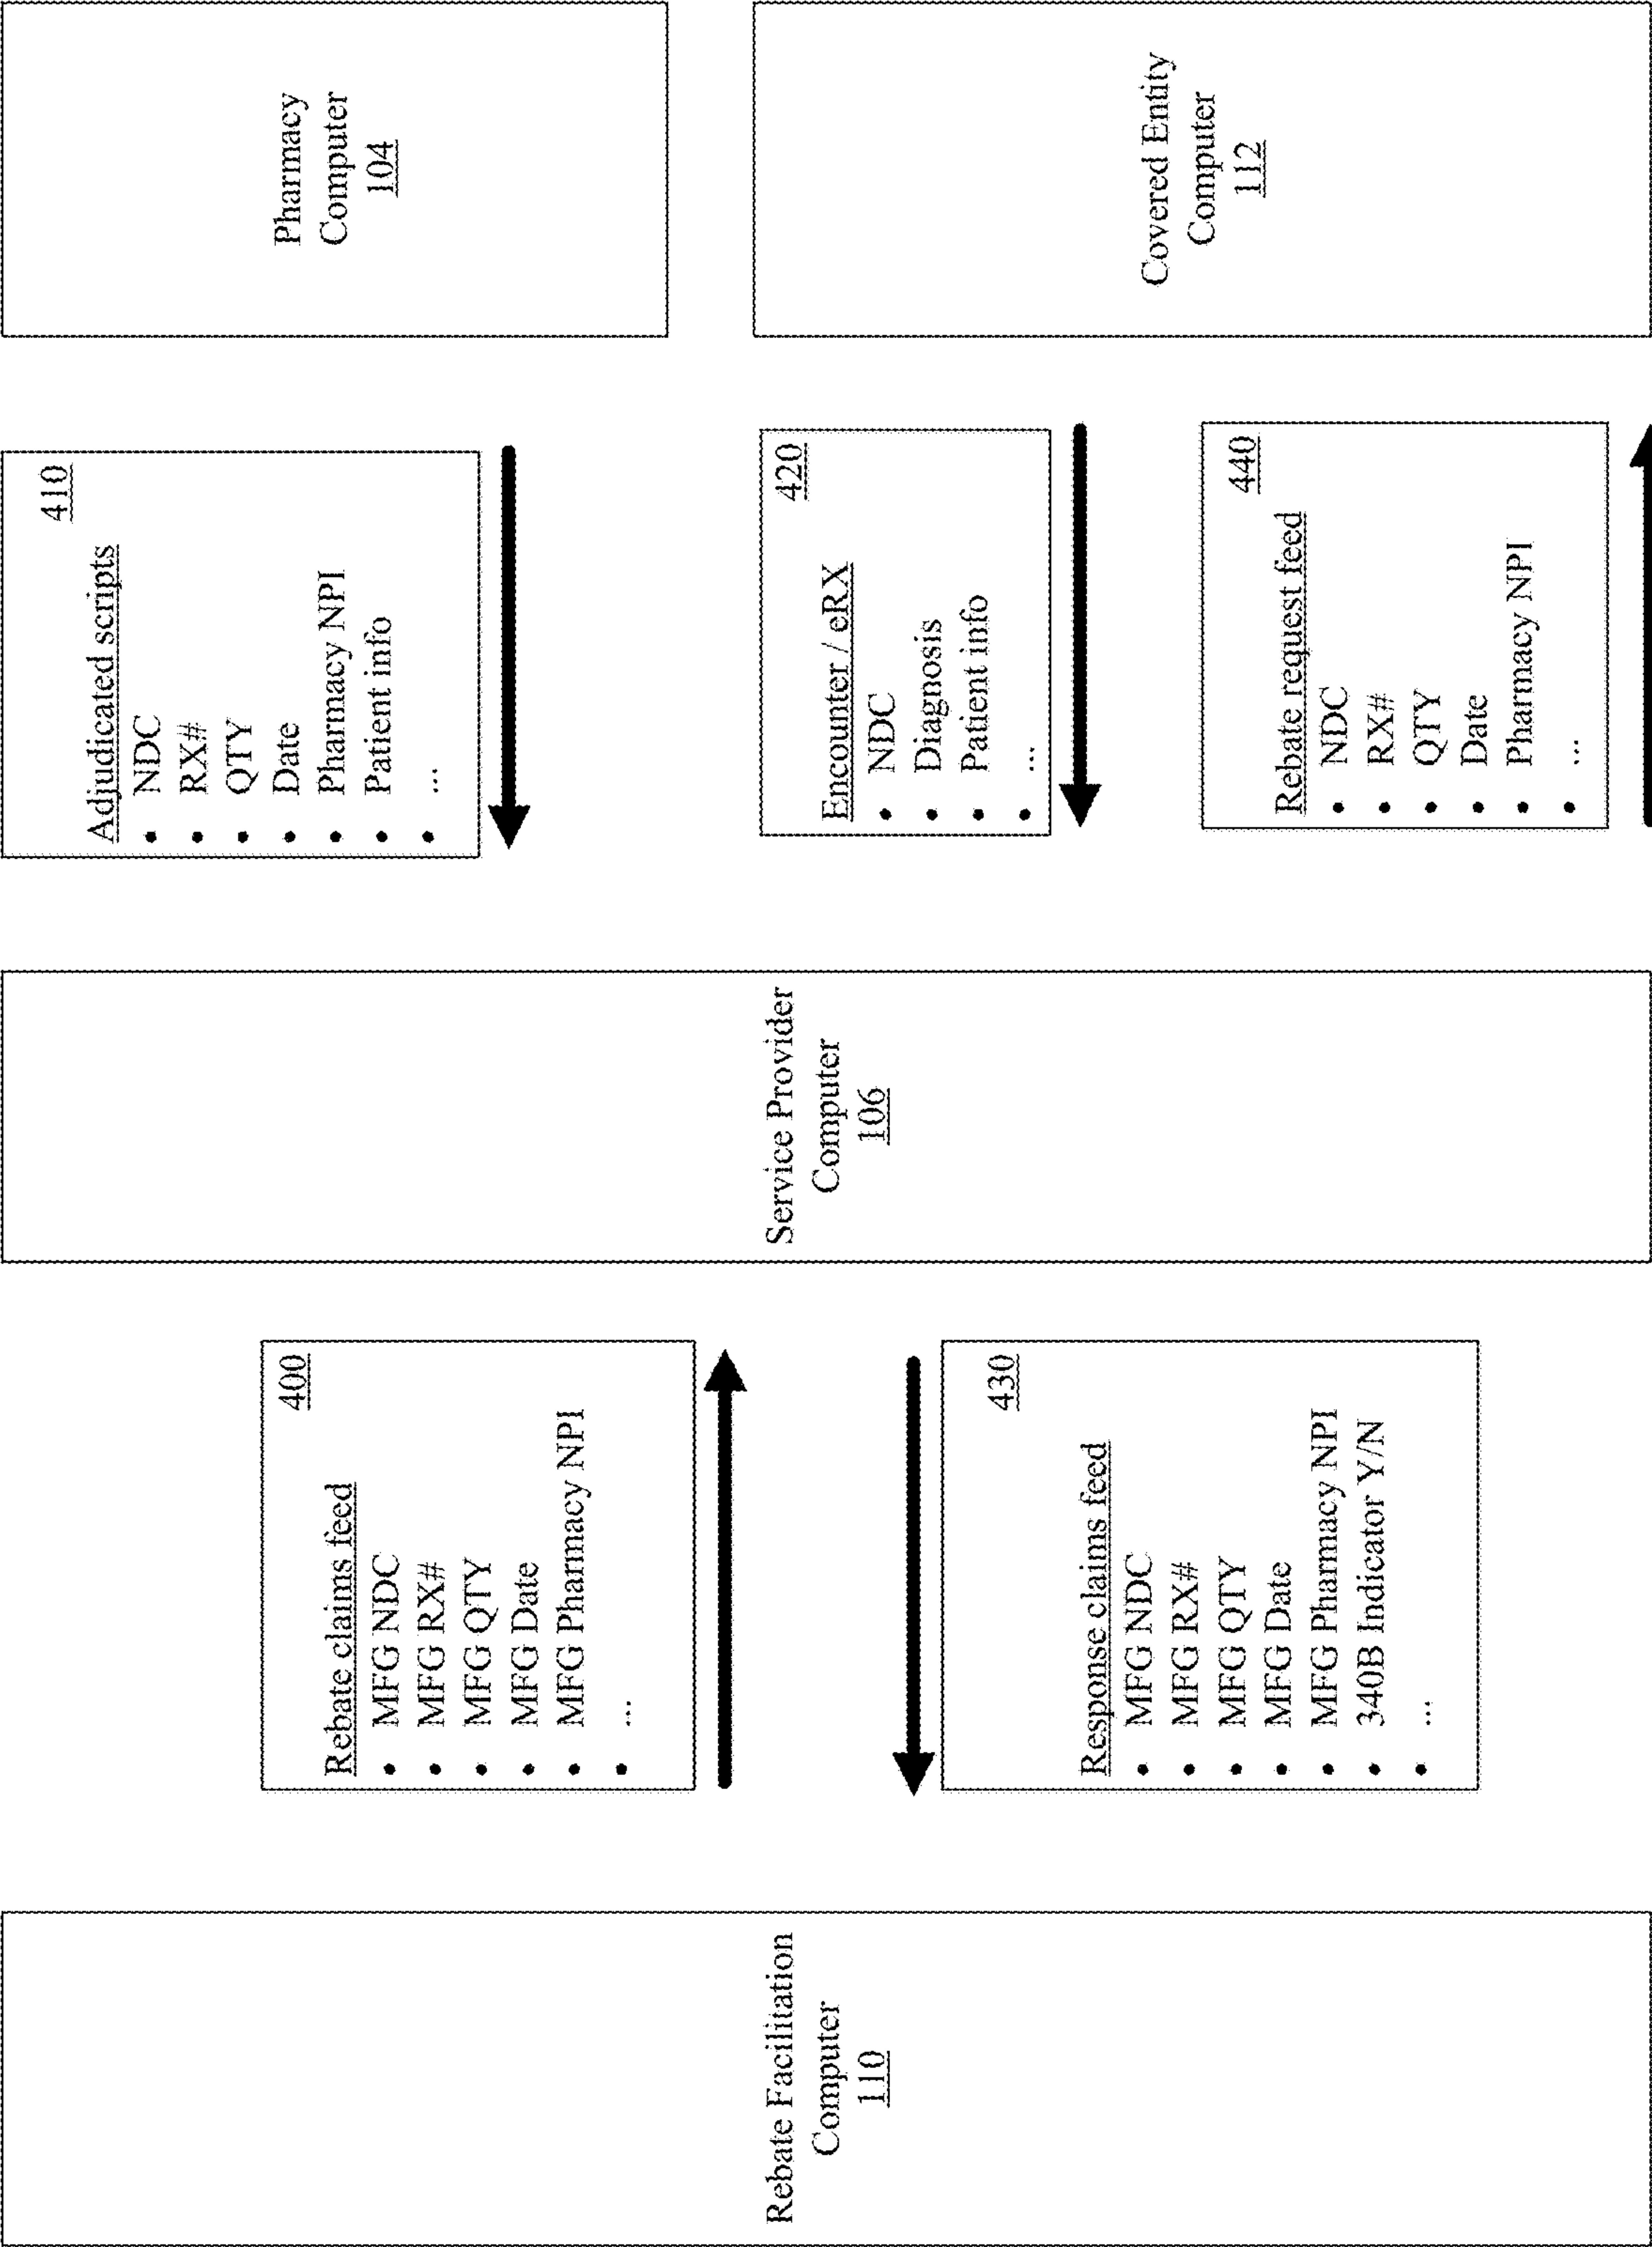 Rebate Facilitation
Computer
110
400
Rebate claims feed
• MFG NDC
• MFG RX#
• MFG QTY
• MFG Date
• MFG Pharmacy NPI
• ...
430
Response claims feed
• MFG NDC
• MFG RX#
• MFG QTY
• MFG Date
• MFG Pharmacy NPI
• 340B Indicator Y/N
• ...
Service Provider
Computer
106
410
Adjudicated scripts
• NDC
• RX#
• QTY
• Date
• Pharmacy NPI
• Patient info
• ...
420
Encounter / eRX
• NDC
• Diagnosis
• Patient info
• ...
440
Rebate request feed
• NDC
• RX#
• QTY
• Date
• Pharmacy NPI
• ...
Pharmacy
Computer
104
Covered Entity
Computer
112